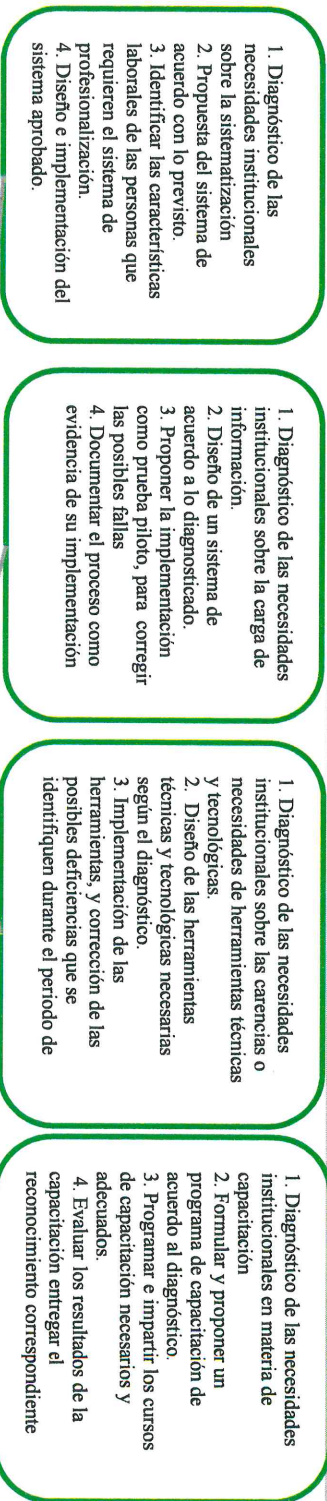 1. Diagnóstico de las
necesidades institucionales
sobre la sistematización
2. Propuesta del sistema de
acuerdo con lo previsto.
3. Identificar las características
laborales de las personas que
requieren el sistema de
profesionalización.
4. Diseño e implementación del
sistema aprobado.
1. Diagnóstico de las necesidades
institucionales sobre la carga de
información.
2. Diseño de un sistema de
acuerdo a lo diagnosticado.
3. Proponer la implementación
como prueba piloto, para corregir
las posibles fallas
4. Documentar el proceso como
evidencia de su implementación
1. Diagnóstico de las necesidades
institucionales sobre las carencias o
necesidades de herramientas técnicas
y tecnológicas.
2. Diseño de las herramientas
técnicas y tecnológicas necesarias
según el diagnóstico.
3. Implementación de las
herramientas, y corrección de las
posibles deficiencias que se
identifiquen durante el periodo de
1. Diagnóstico de las necesidades
institucionales en materia de
capacitación
2. Formular y proponer un
programa de capacitación de
acuerdo al diagnóstico.
3. Programar e impartir los cursos
de capacitación necesarios y
adecuados.
4. Evaluar los resultados de la
capacitación entregar el
reconocimiento correspondiente